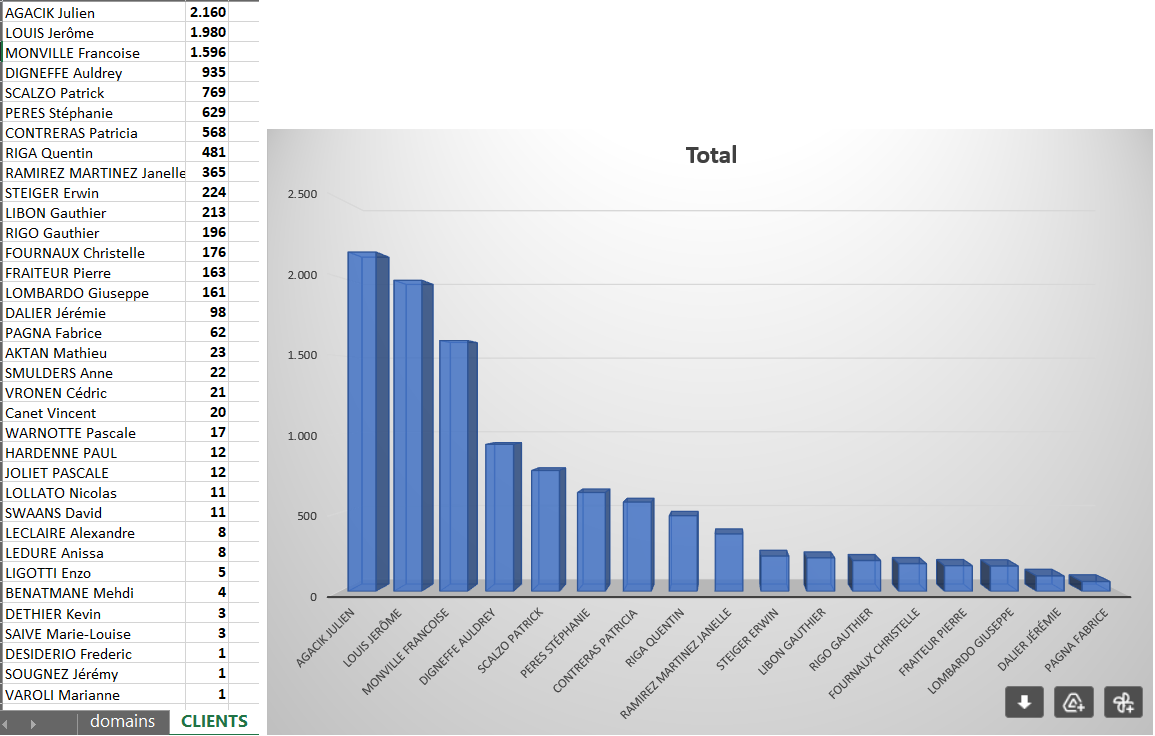 AGACIK Julien 2.160
LOUIS Jerôme 1.980
MONVILLE Francoise 1.596
DIGNEFFE Auldrey 935
SCALZO Patrick 769
PERES Stéphanie 629
CONTRERAS Patricia 568
RIGA Quentin 481
RAMIREZ MARTINEZ Janelle 365
STEIGER Erwin 224
LIBON Gauthier 213
RIGO Gauthier 196
FOURNAUX Christelle 176
FRAITEUR Pierre 163
LOMBARDO Giuseppe 161
DALIER Jérémie 98
PAGNA Fabrice 62
AKTAN Mathieu 23
SMULDERS Anne 22
VRONEN Cédric 21
Canet Vincent 20
WARNOTTE Pascale 17
HARDENNE PAUL 12
JOLIET PASCALE 12
LOLLATO Nicolas 11
SWAANS David 11
LECLAIRE Alexandre 8
LEDURE Anissa 8
LIGOTTI Enzo 5
BENATMANE Mehdi 4
DETHIER Kevin 3
SAIVE Marie-Louise 3
DESIDERIO Frederic 1
SOUGNEZ Jérémy 1
VAROLI Marianne 1
domains CLIENTS
Total
2.500
2.000
1.500
1.000
500
0
AGACIK JULIEN
LOUIS JERÔME
MONVILLE FRANCOISE
DIGNEFFE AULDREY
SCALZO PATRICK
PERES STÉPHANIE
CONTRERAS PATRICIA
RIGA QUENTIN
RAMIREZ MARTINEZ JANELLE
STEIGER ERWIN
LIBON GAUTHIER
RIGO GAUTHIER
FOURNAUX CHRISTELLE
FRAITEUR PIERRE
LOMBARDO GIUSEPPE
DALIER JÉRÉMIE
PAGNA FABRICE